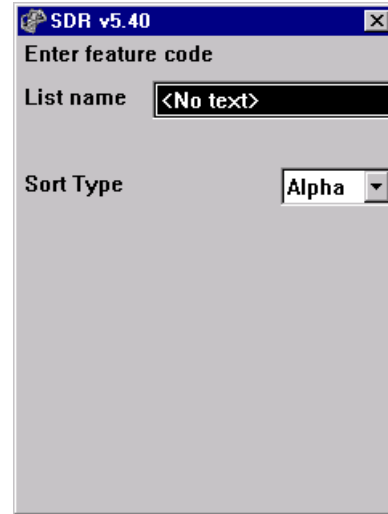 SDR v5.40
Enter feature code
List name <No text>
Sort Type Alpha